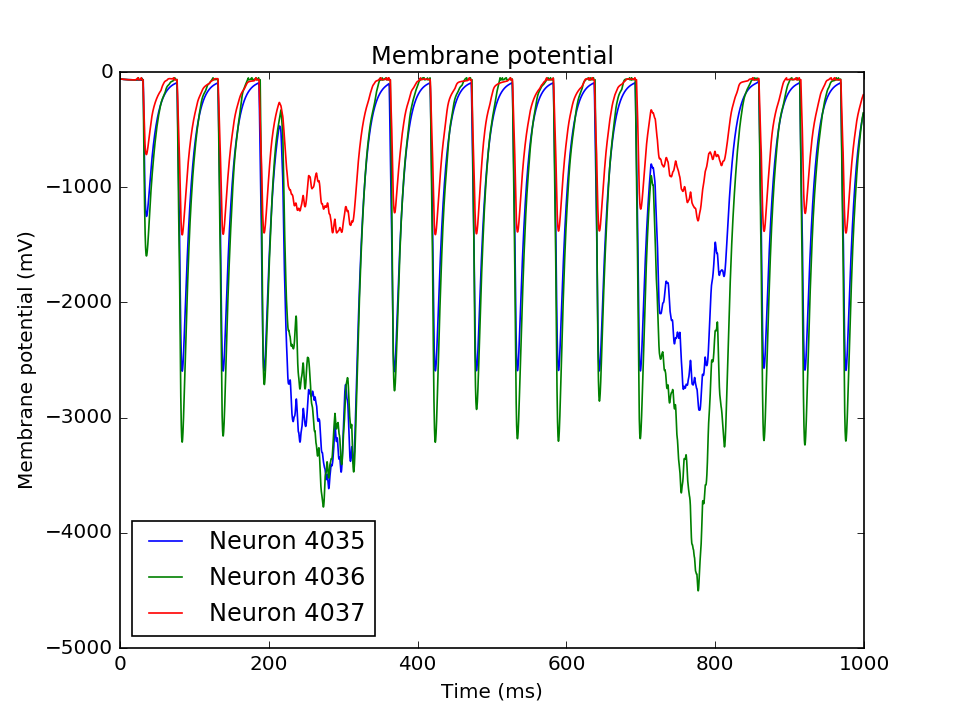 Membrane potential
Membrane potential (mV)
0
−1000
−2000
−3000
−4000
−5000
Neuron 4035
Neuron 4036
Neuron 4037
0 200 400 600 800 1000
Time (ms)